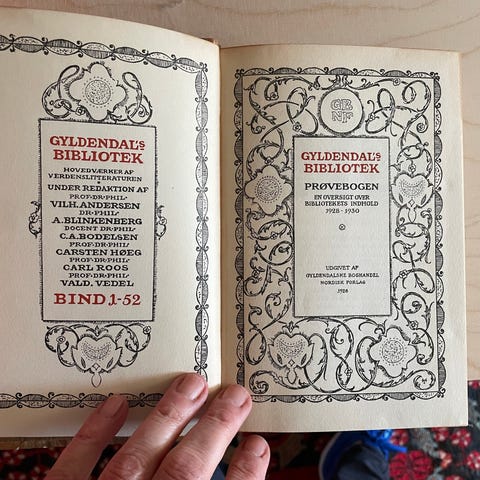 GYLDENDAL'S
BIBLIOTEK
HOVEDVÆRKER AF
VERDENSLITTERATUREN
UNDER REDAKTION AF
PROF·DR·PHIL·
VILH. ANDERSEN
DR·PHIL·
A. BLINKENBERG
DOCENT DR·PHIL·
C.A. BODELSEN
PROF·DR·PHIL·
CARSTEN HØEG
PROF·DR·PHIL·
CARL ROOS
PROF·DR·PHIL·
VALD. VEDEL
BIND 1-52
GB
NF
GYLDENDAL'S
BIBLIOTEK
PRØVEBOGEN
EN OVERSIGT OVER
BIBLIOTEKETS INDHOLD
1928 - 1930
UDGIVET AF
GYLDENDALSKE BOGHANDEL
NORDISK FORLAG
1928